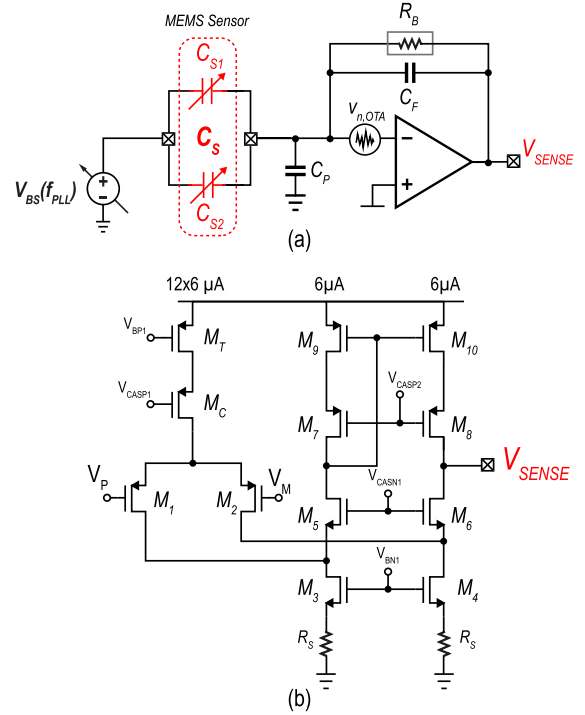 MEMS Sensor
R_B
C_S1
C_F
v_n,OTA
C_S
−
V_SENSE
+
V_BS(f_PLL)
+
−
C_P
C_S2
(a)
12x6 µA 6µA 6µA
V_BP1
M_T
M_9
M_10
V_CASP1
M_C
V_CASP2
M_7
M_8
V_P
V_M
V_SENSE
M_1
M_2
V_CASN1
M_5
M_6
V_BN1
M_3
M_4
R_S
R_S
(b)